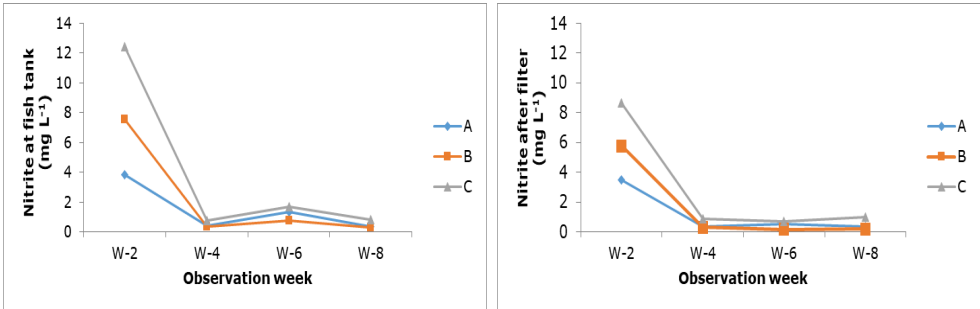 Nitrite at fish tank
(mg L⁻¹)
14
12
10
8
6
4
2
0
W-2 W-4 W-6 W-8
Observation week
A
B
C
Nitrite after filter
(mg L⁻¹)
14
12
10
8
6
4
2
0
W-2 W-4 W-6 W-8
Observation week
A
B
C